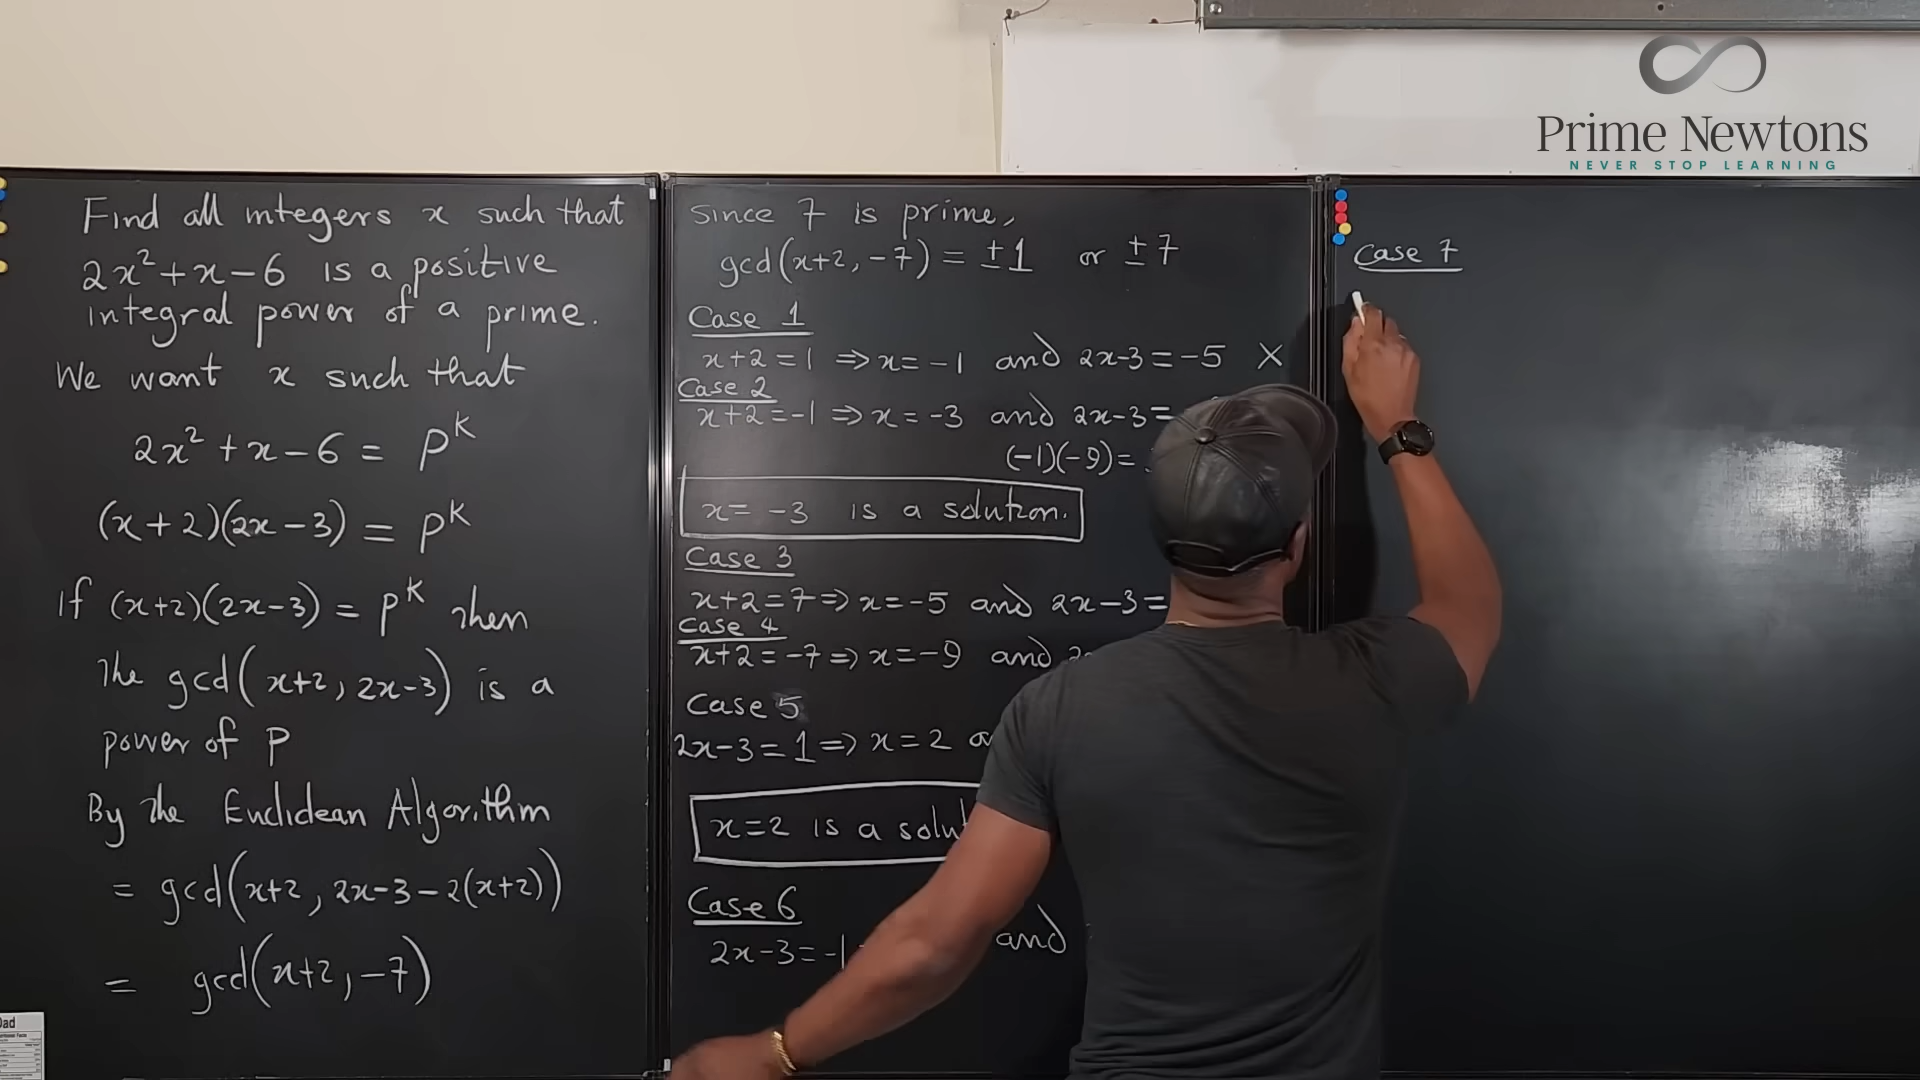 Prime Newtons
NEVER STOP LEARNING
Find all integers x such that
2x² + x - 6 is a positive
integral power of a prime.
We want x such that
2x² + x - 6 = p^k
(x+2)(2x-3) = p^k
If (x+2)(2x-3) = p^k then
the gcd(x+2, 2x-3) is a
power of P
By the Euclidean Algorithm
= gcd(x+2, 2x-3-2(x+2))
= gcd(x+2, -7)
Since 7 is prime,
gcd(x+2, -7) = ±1 or ±7
Case 1
x+2 = 1 ⇒ x = -1 and 2x-3 = -5 X
Case 2
x+2 = -1 ⇒ x = -3 and 2x-3 =
(-1)(-9) =
x = -3 is a solution.
Case 3
x+2 = 7 ⇒ x = -5 and 2x-3 =
Case 4
x+2 = -7 ⇒ x = -9 and
Case 5
2x-3 = 1 ⇒ x = 2
x = 2 is a
Case 6
2x-3 = -1 and
Case 7